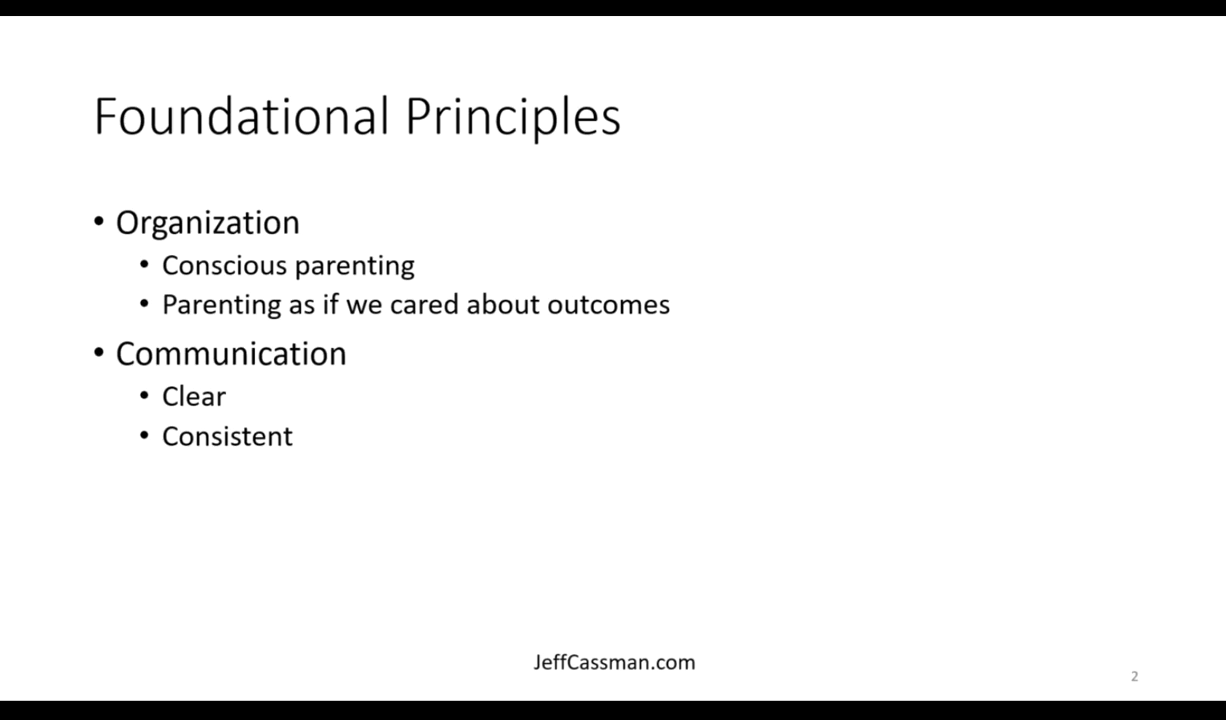 Foundational Principles
• Organization
• Conscious parenting
• Parenting as if we cared about outcomes
• Communication
• Clear
• Consistent
JeffCassman.com
2